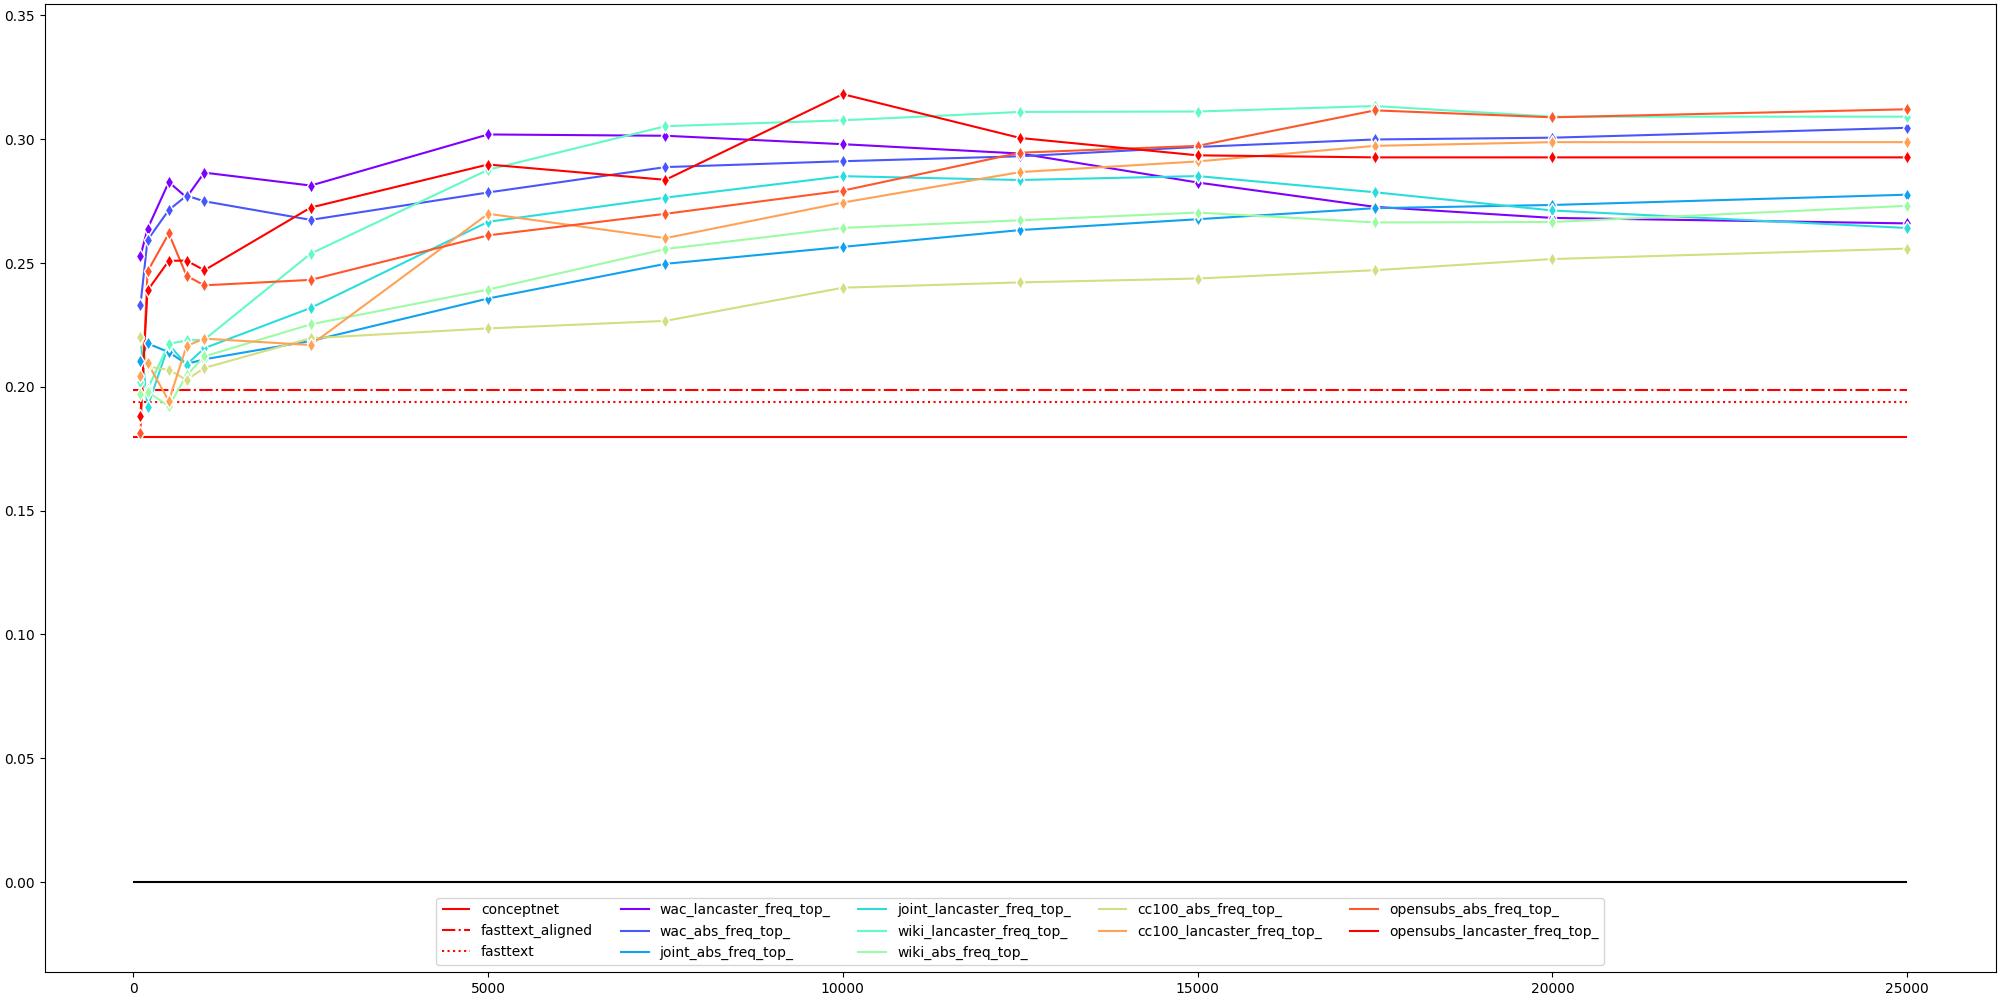 0.35
0.30
0.25
0.20
0.15
0.10
0.05
0.00
conceptnet
fasttext_aligned
fasttext
wac_lancaster_freq_top_
wac_abs_freq_top_
joint_abs_freq_top_
joint_lancaster_freq_top_
wiki_lancaster_freq_top_
wiki_abs_freq_top_
cc100_abs_freq_top_
cc100_lancaster_freq_top_
opensubs_abs_freq_top_
opensubs_lancaster_freq_top_
0 5000 10000 15000 20000 25000